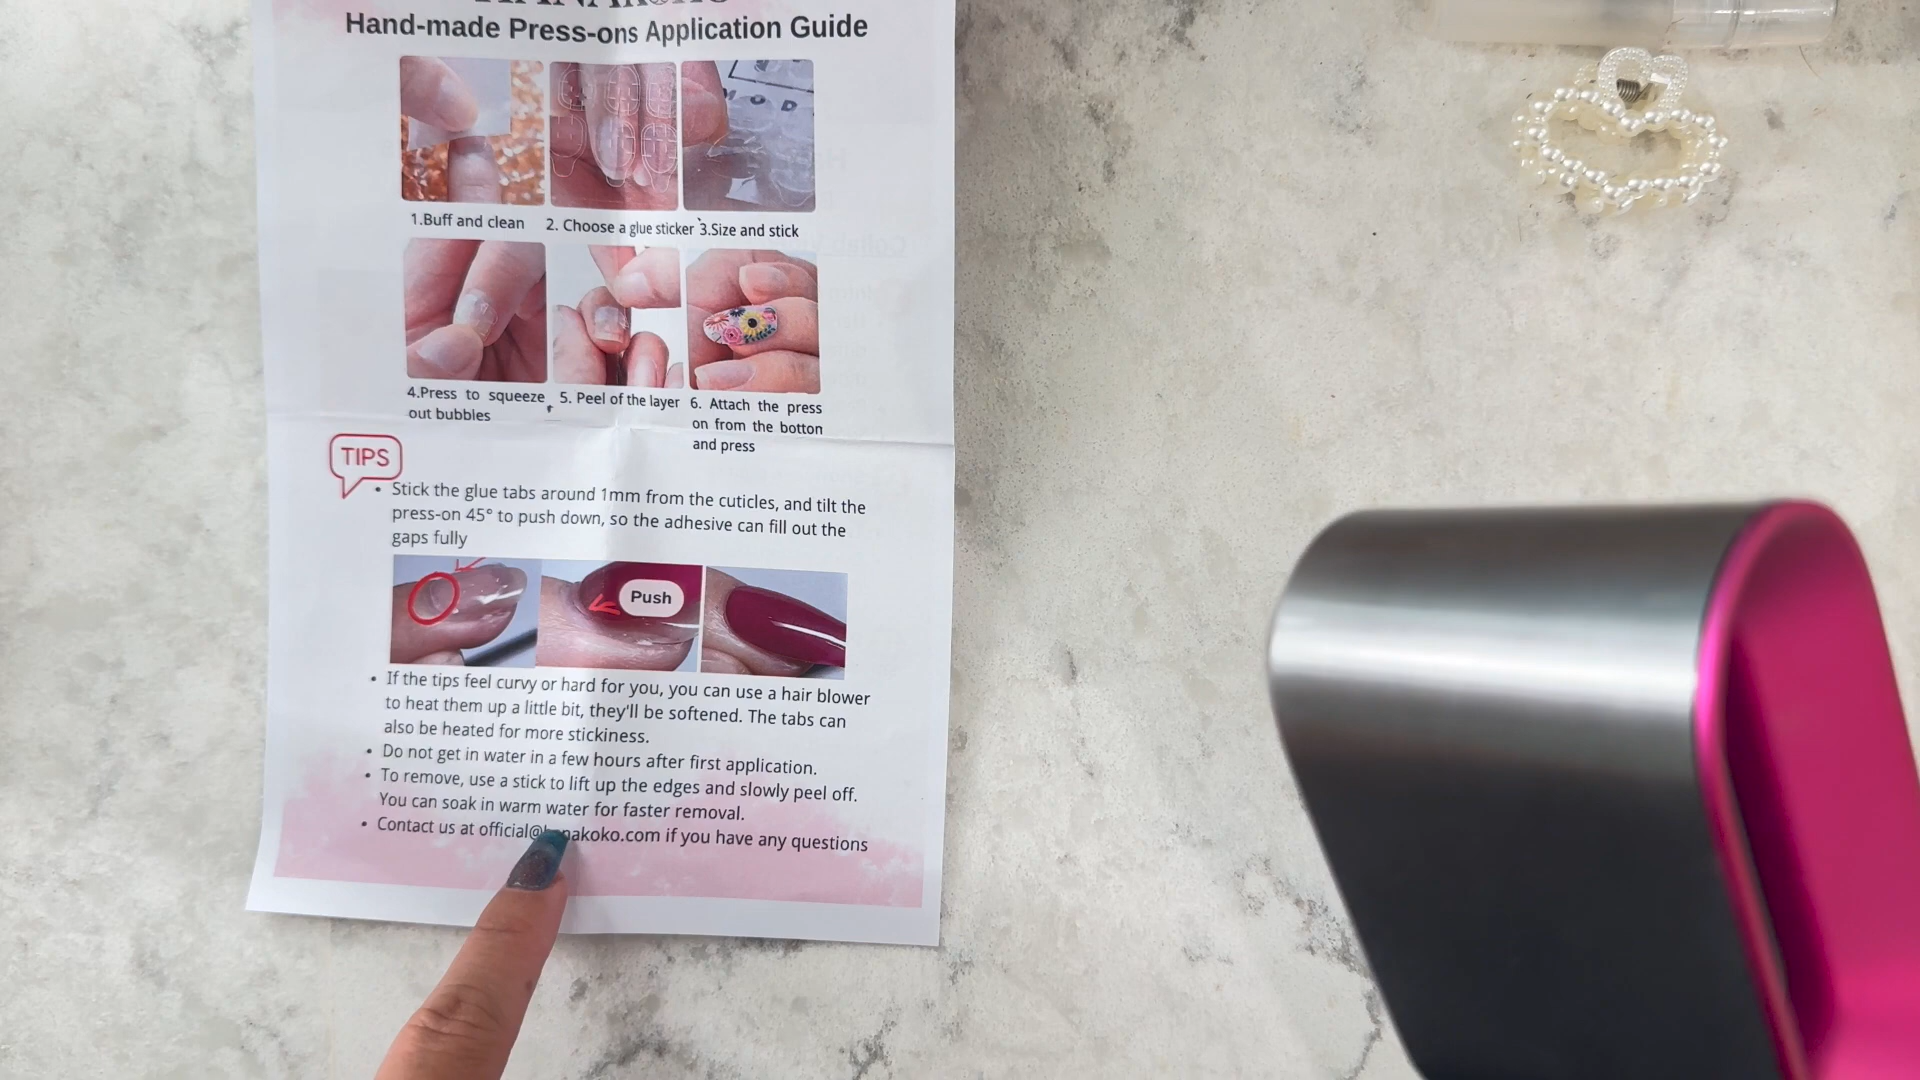 Hand-made Press-ons Application Guide
MOD
1.Buff and clean
2. Choose a glue sticker
3.Size and stick
4.Press to squeeze
out bubbles
5. Peel of the layer
6. Attach the press
on from the botton
and press
TIPS
• Stick the glue tabs around 1mm from the cuticles, and tilt the
press-on 45° to push down, so the adhesive can fill out the
gaps fully
Push
• If the tips feel curvy or hard for you, you can use a hair blower
to heat them up a little bit, they'll be softened. The tabs can
also be heated for more stickiness.
• Do not get in water in a few hours after first application.
• To remove, use a stick to lift up the edges and slowly peel off.
You can soak in warm water for faster removal.
• Contact us at if you have any questions